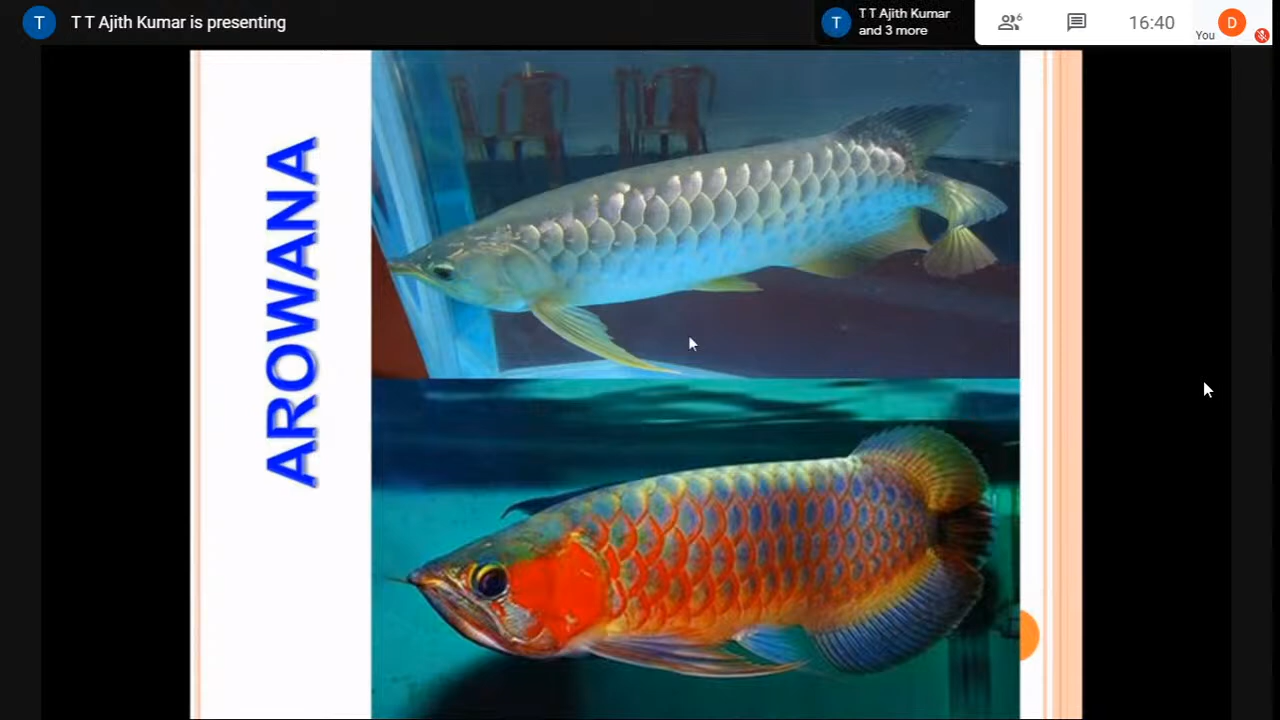 T
T T Ajith Kumar is presenting
T
T T Ajith Kumar
and 3 more
6
16:40
You
D
AROWANA